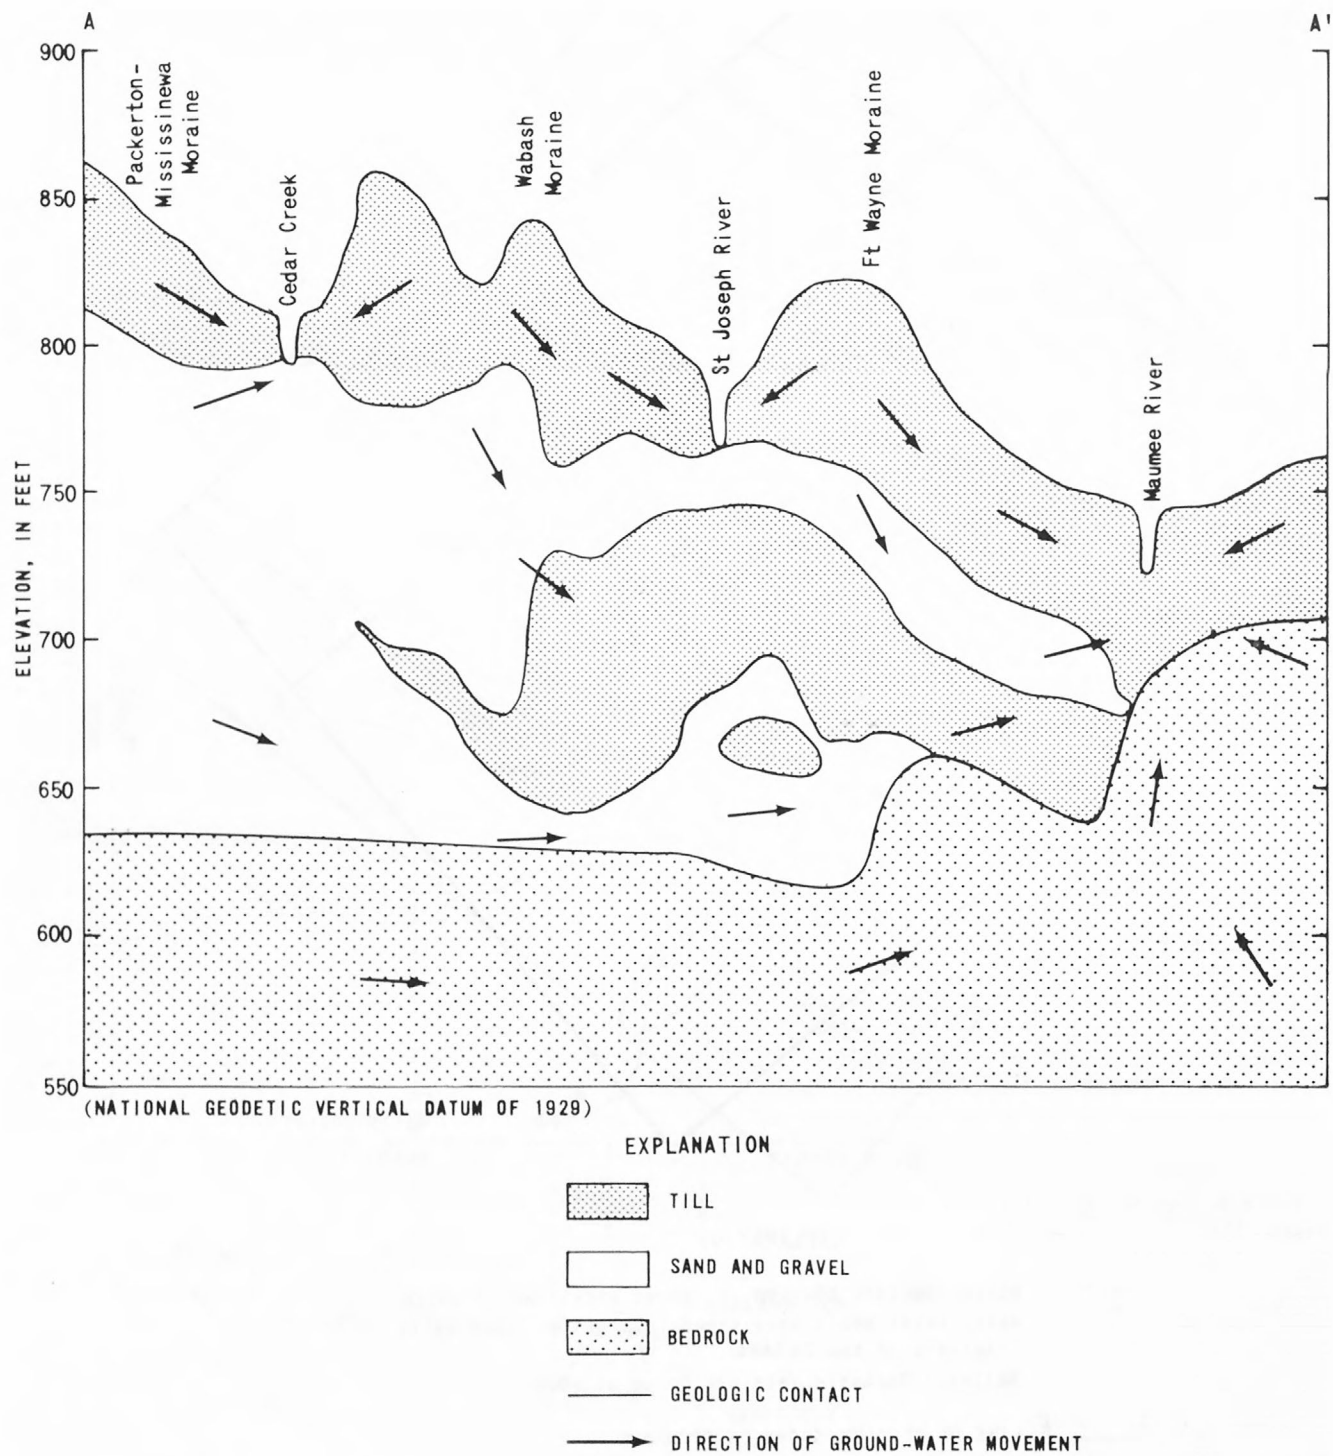 A
A'
900
850
800
750
700
650
600
550
ELEVATION, IN FEET
Packerton-
Mississinewa
Moraine
Cedar Creek
Wabash
Moraine
St Joseph River
Ft Wayne Moraine
Maumee River
(NATIONAL GEODETIC VERTICAL DATUM OF 1929)
EXPLANATION
TILL
SAND AND GRAVEL
BEDROCK
GEOLOGIC CONTACT
DIRECTION OF GROUND-WATER MOVEMENT